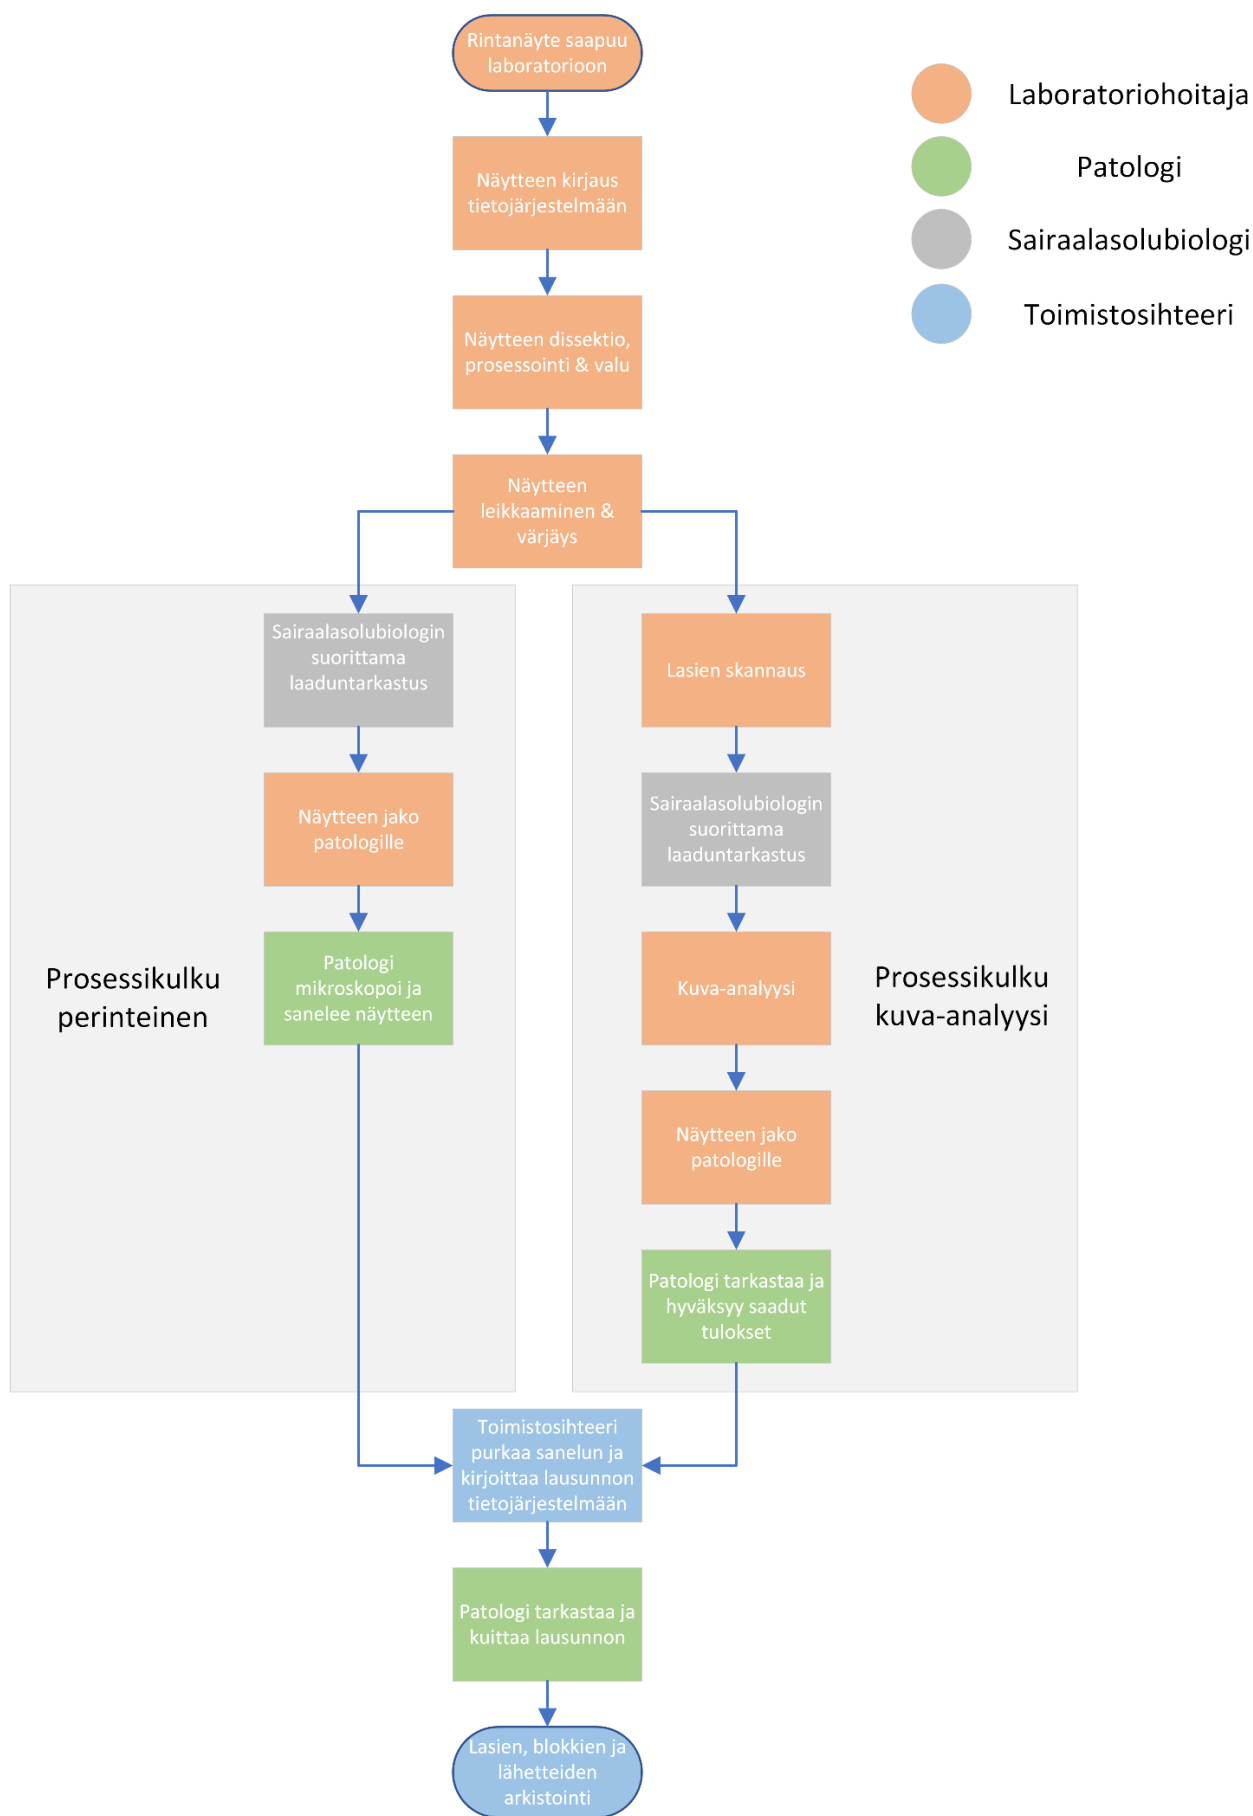 Rintanäyte saapuu
laboratorioon
Laboratoriohoitaja
Patologi
Sairaalasolubiologi
Toimistosihteeri
Näytteen kirjaus
tietojärjestelmään
Näytteen dissektio,
prosessointi & valu
Näytteen
leikkaaminen &
värjäys
Sairaalasolubiologin
suorittama
laaduntarkastus
Näytteen jako
patologille
Patologi
mikroskopoi ja
sanelee näytteen
Prosessikulku
perinteinen
Lasien skannaus
Sairaalasolubiologin
suorittama
laaduntarkastus
Kuva-analyysi
Prosessikulku
kuva-analyysi
Näytteen jako
patologille
Patologi tarkastaa ja
hyväksyy saadut
tulokset
Toimistosihteeri
purkaa sanelun ja
kirjoittaa lausunnon
tietojärjestelmään
Patologi tarkastaa ja
kuittaa lausunnon
Lasien, blokkien ja
lähetteiden
arkistointi